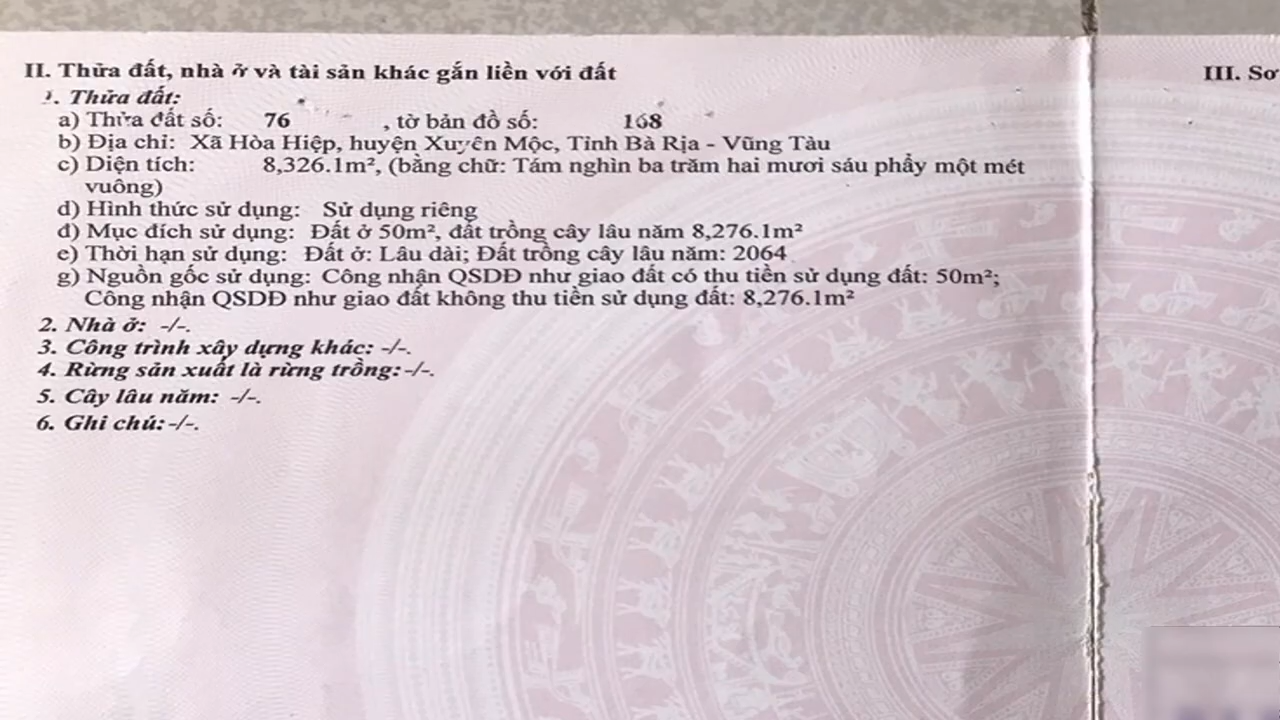 II. Thửa đất, nhà ở và tài sản khác gắn liền với đất
1. Thửa đất:
a) Thửa đất số: 76 , tờ bản đồ số: 168
b) Địa chỉ: Xã Hòa Hiệp, huyện Xuyên Mộc, Tỉnh Bà Rịa - Vũng Tàu
c) Diện tích: 8,326.1m², (bằng chữ: Tám nghìn ba trăm hai mươi sáu phẩy một mét
vuông)
d) Hình thức sử dụng: Sử dụng riêng
đ) Mục đích sử dụng: Đất ở 50m², đất trồng cây lâu năm 8,276.1m²
e) Thời hạn sử dụng: Đất ở: Lâu dài; Đất trồng cây lâu năm: 2064
g) Nguồn gốc sử dụng: Công nhận QSDĐ như giao đất có thu tiền sử dụng đất: 50m²;
Công nhận QSDĐ như giao đất không thu tiền sử dụng đất: 8,276.1m²
2. Nhà ở: -/-.
3. Công trình xây dựng khác: -/-.
4. Rừng sản xuất là rừng trồng: -/-.
5. Cây lâu năm: -/-.
6. Ghi chú: -/-.
III. Sơ